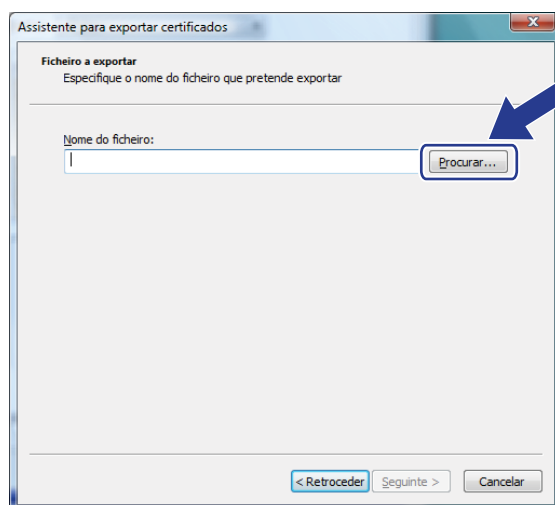 Assistente para exportar certificados
X
Ficheiro a exportar
Especifique o nome do ficheiro que pretende exportar
Nome do ficheiro:
Procurar...
< Retroceder Seguinte > Cancelar